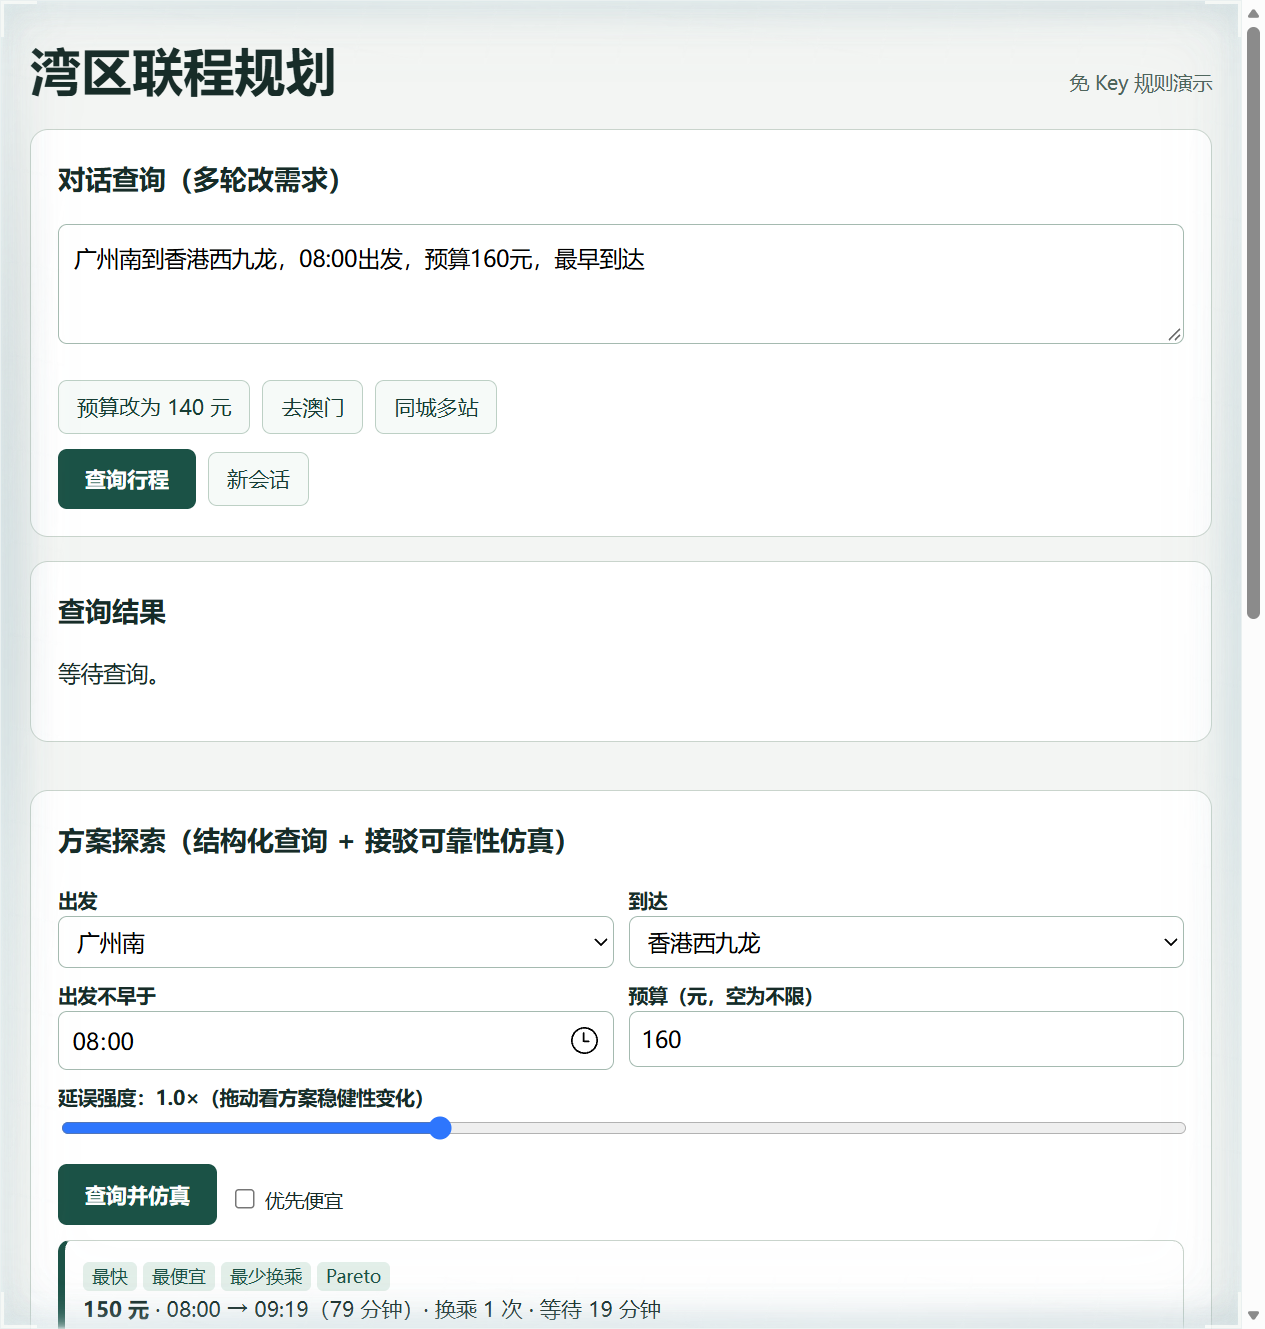 湾区联程规划
免 Key 规则演示
对话查询（多轮改需求）
广州南到香港西九龙，08:00出发，预算160元，最早到达
预算改为 140 元
去澳门
同城多站
查询行程
新会话
查询结果
等待查询。
方案探索（结构化查询 + 接驳可靠性仿真）
出发
到达
广州南
香港西九龙
出发不早于
预算（元，空为不限）
08:00
160
延误强度：1.0×（拖动看方案稳健性变化）
查询并仿真
优先便宜
最快 最便宜 最少换乘 Pareto
150 元 · 08:00 → 09:19（79 分钟）· 换乘 1 次 · 等待 19 分钟